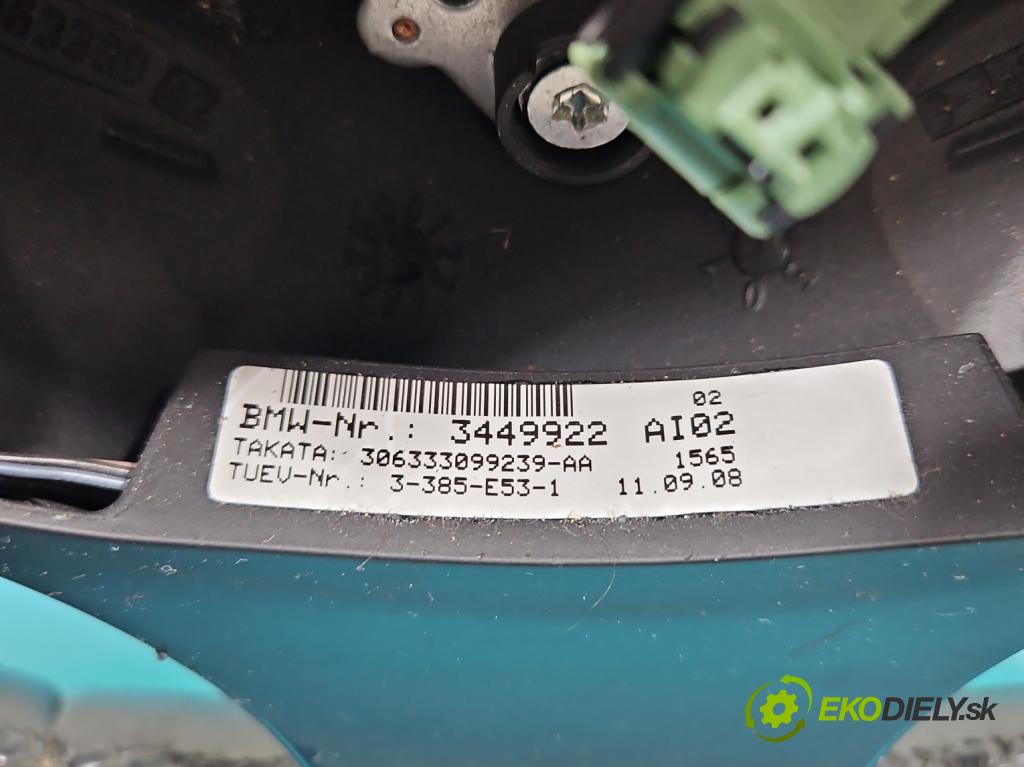 02
BMW-Nr.: 3449922 AI02
TAKATA: 306333099239-AA 1565
TUEV-Nr.: 3-385-E53-1 11.09.08
EKODIELY.sk